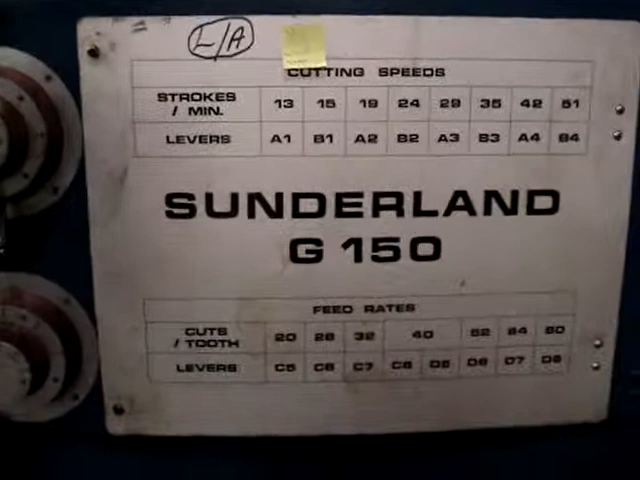 L/A
CUTTING SPEEDS
STROKES / MIN. 13 15 19 24 29 35 42 51
LEVERS A1 B1 A2 B2 A3 B3 A4 B4
SUNDERLAND
G 150
FEED RATES
CUTS / TOOTH 20 26 32 40 52 64 80
LEVERS C5 C6 C7 C8 D5 D6 D7 D8